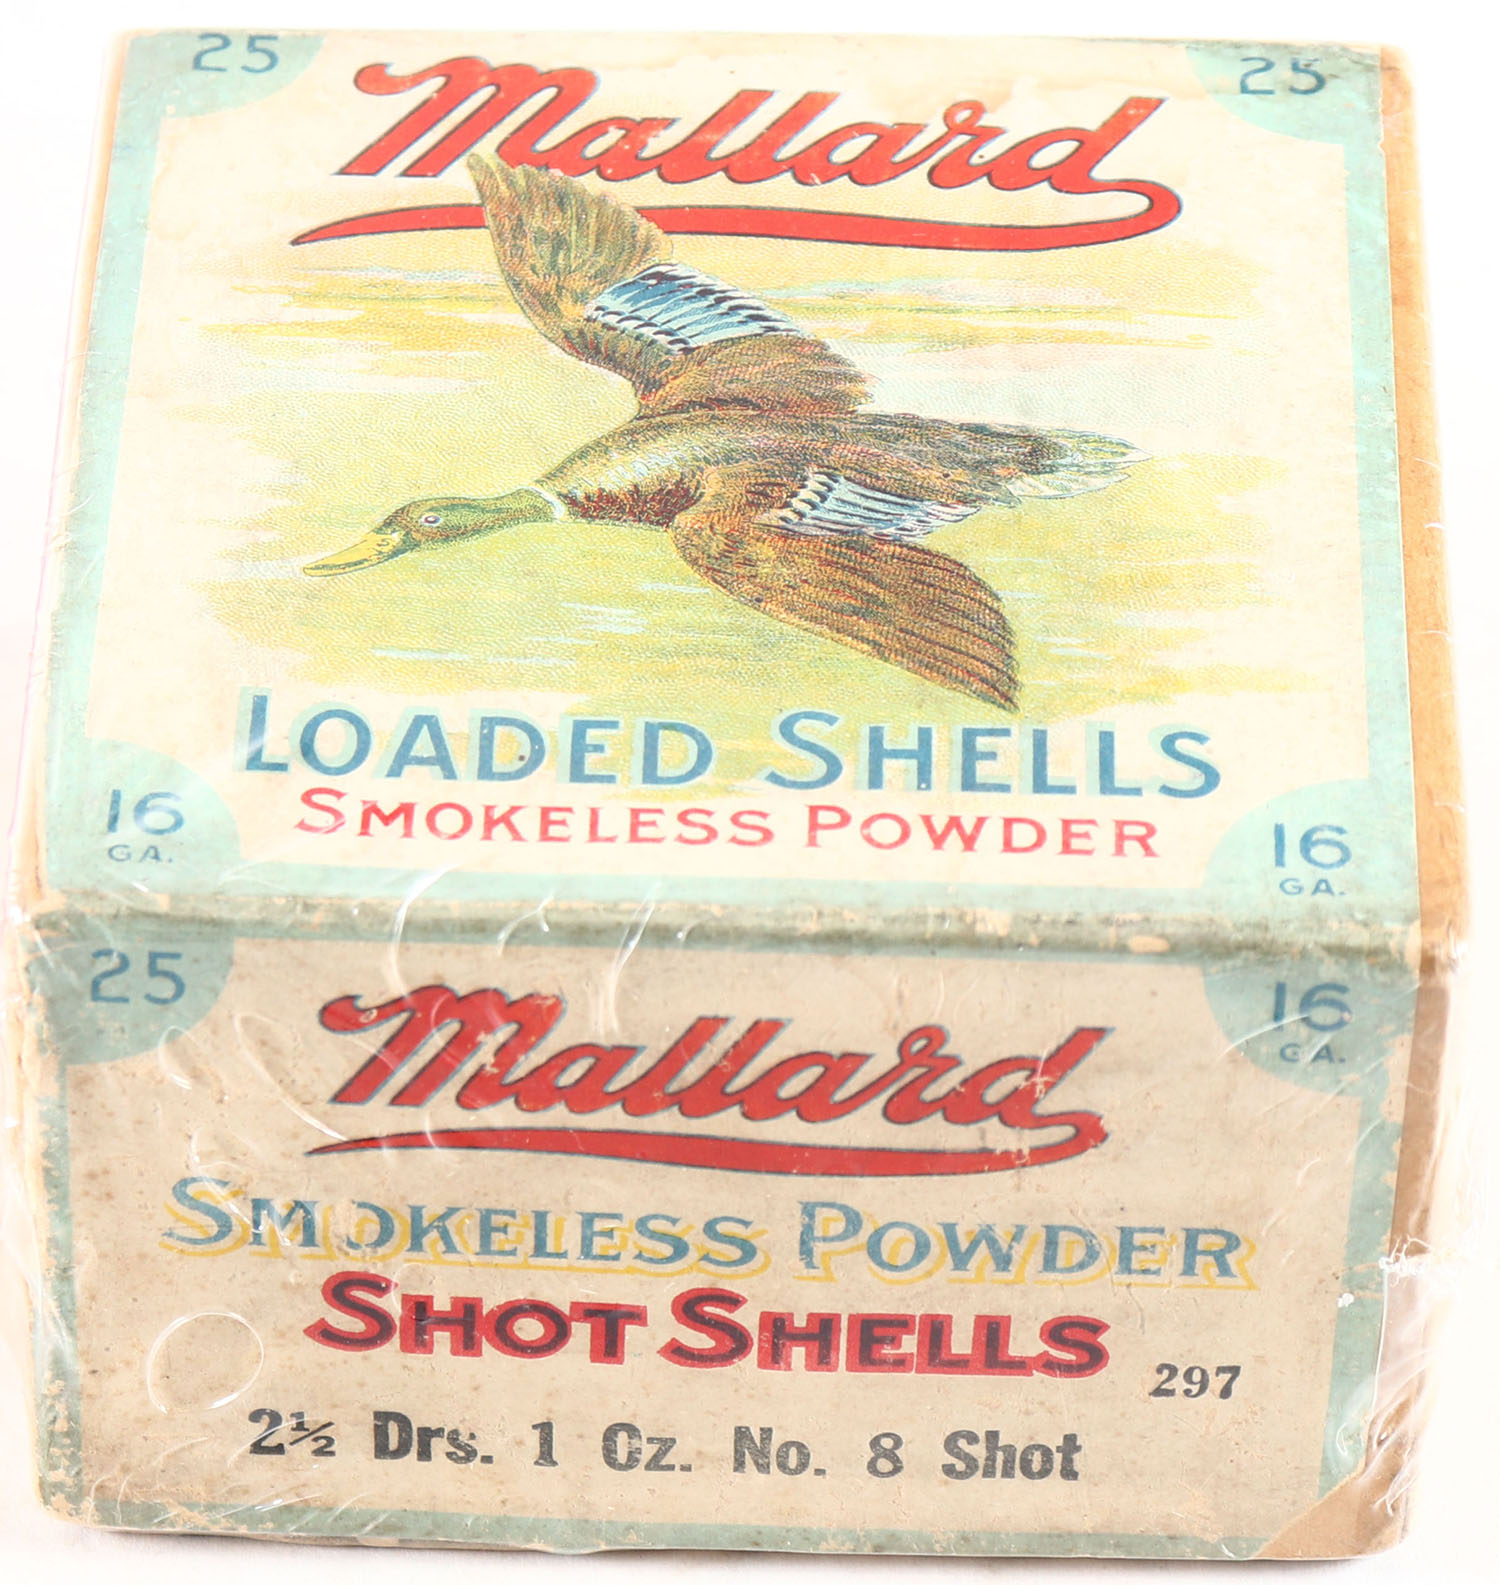 25 25
Mallard
LOADED SHELLS
SMOKELESS POWDER
16 16
GA. GA.
25 16
GA.
Mallard
SMOKELESS POWDER
SHOT SHELLS
297
2½ Drs. 1 Oz. No. 8 Shot